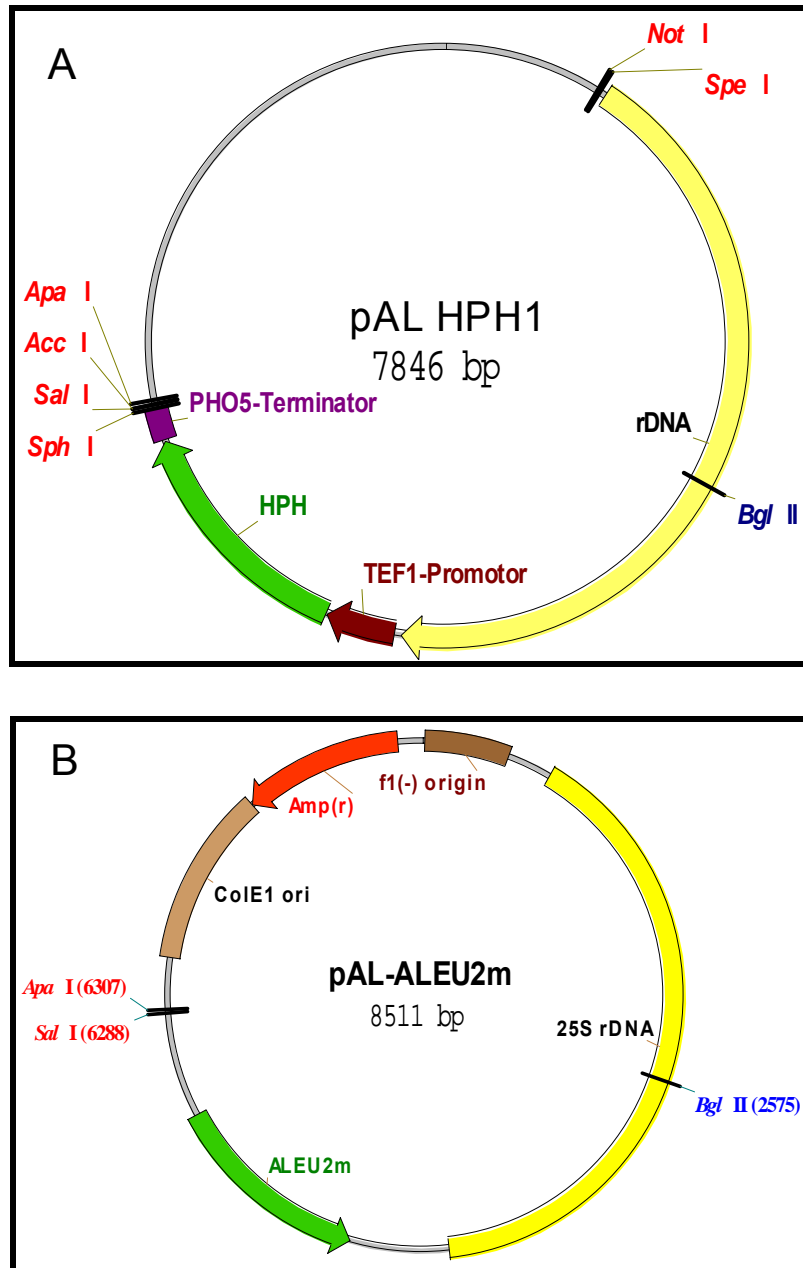 A
Not I
Spe I
Apa I
Acc I
Sal I
Sph I
pAL HPH1
7846 bp
PHO5-Terminator
rDNA
HPH
Bgl II
TEF1-Promotor
B
f1(-) origin
Amp(r)
ColE1 ori
pAL-ALEU2m
8511 bp
Apa I (6307)
Sal I (6288)
25S rDNA
Bgl II (2575)
ALEU2m